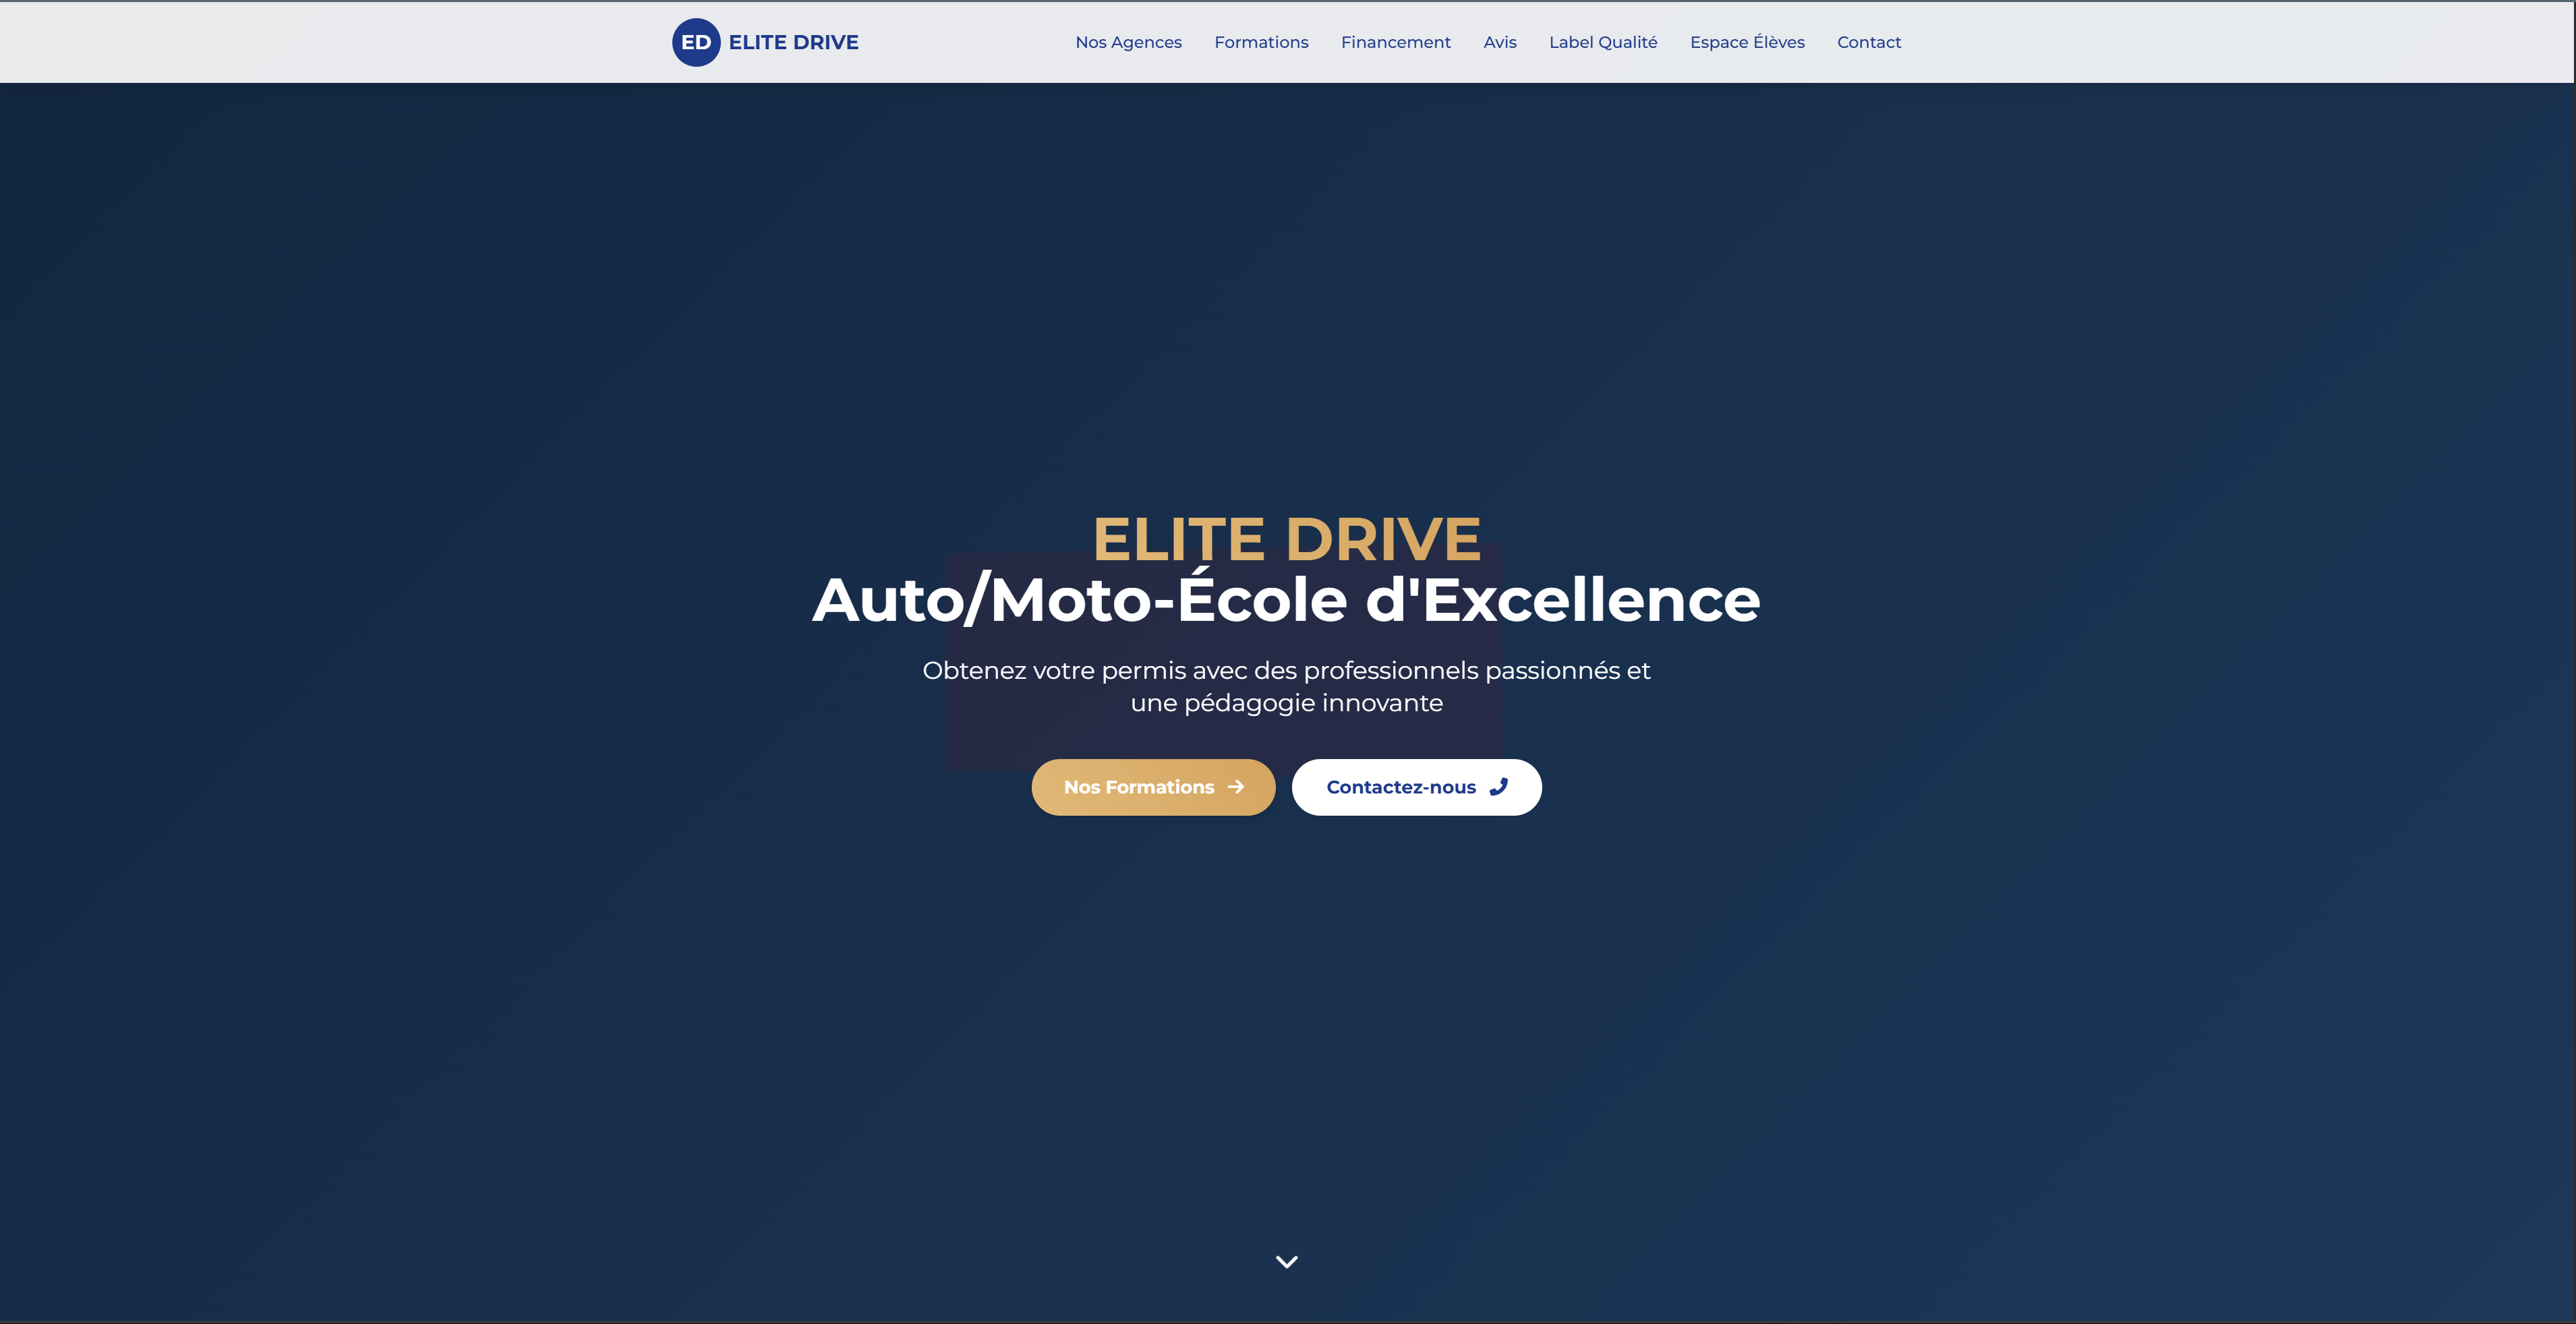 ED ELITE DRIVE
Nos Agences Formations Financement Avis Label Qualité Espace Élèves Contact
ELITE DRIVE
Auto/Moto-École d'Excellence
Obtenez votre permis avec des professionnels passionnés et
une pédagogie innovante
Nos Formations
Contactez-nous